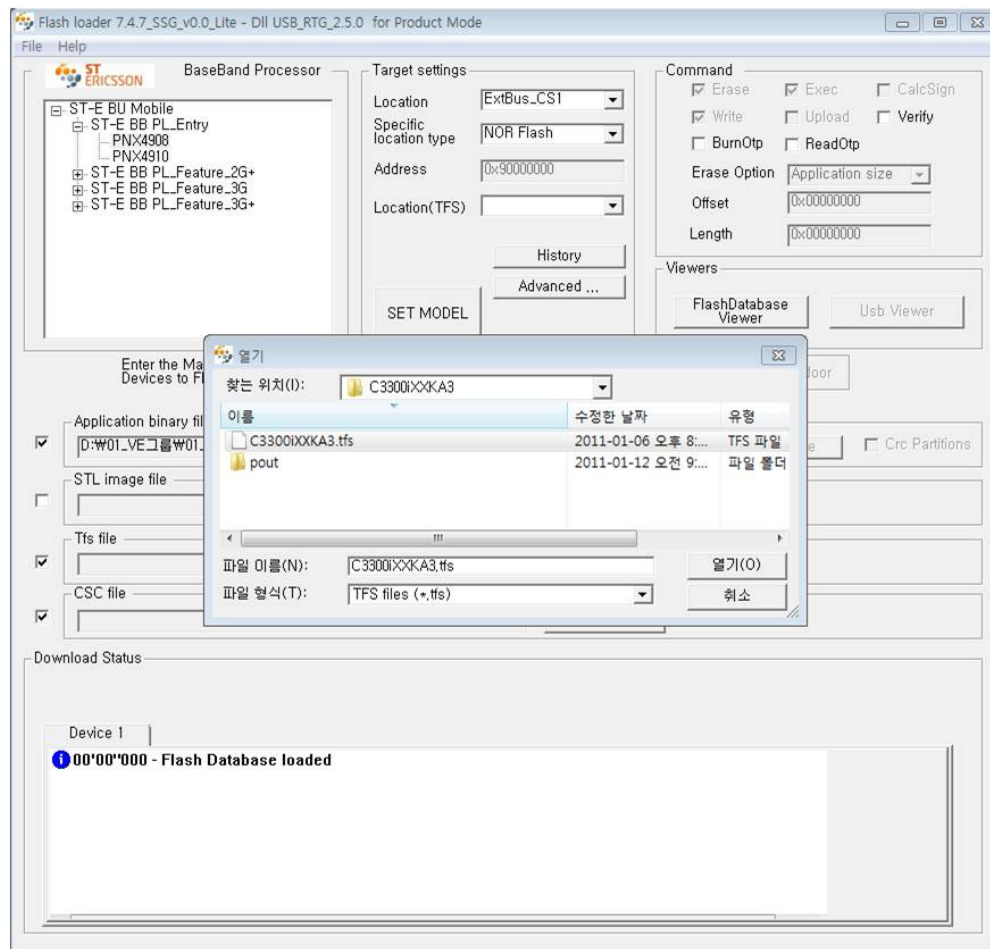 Flash loader 7.4.7_SSG_v0.0_Lite - Dll USB_RTG_2.5.0 for Product Mode
File Help
ST ERICSSON
BaseBand Processor
ST-E BU Mobile
ST-E BB PL_Entry
PNX4908
PNX4910
ST-E BB PL_Feature_2G+
ST-E BB PL_Feature_3G
ST-E BB PL_Feature_3G+
Target settings
Location ExtBus_CS1
Specific location type NOR Flash
Address 0x90000000
Location(TFS)
History
Advanced ...
SET MODEL
Command
Erase Exec CalcSign
Write Upload Verify
BurnOtp ReadOtp
Erase Option Application size
Offset 0x00000000
Length 0x00000000
Viewers
FlashDatabase Viewer
Usb Viewer
Enter the Ma
Devices to Fl
oor
Application binary fil
D:₩01_VE그룹₩01_
e
Crc Partitions
STL image file
Tfs file
CSC file
열기
찾는 위치(I): C3300iXXKA3
이름 수정한 날짜 유형
C3300iXXKA3.tfs 2011-01-06 오후 8:... TFS 파일
pout 2011-01-12 오전 9:... 파일 폴더
파일 이름(N): C3300iXXKA3.tfs 열기(O)
파일 형식(T): TFS files (*.tfs) 취소
Download Status
Device 1
00'00''000 - Flash Database loaded